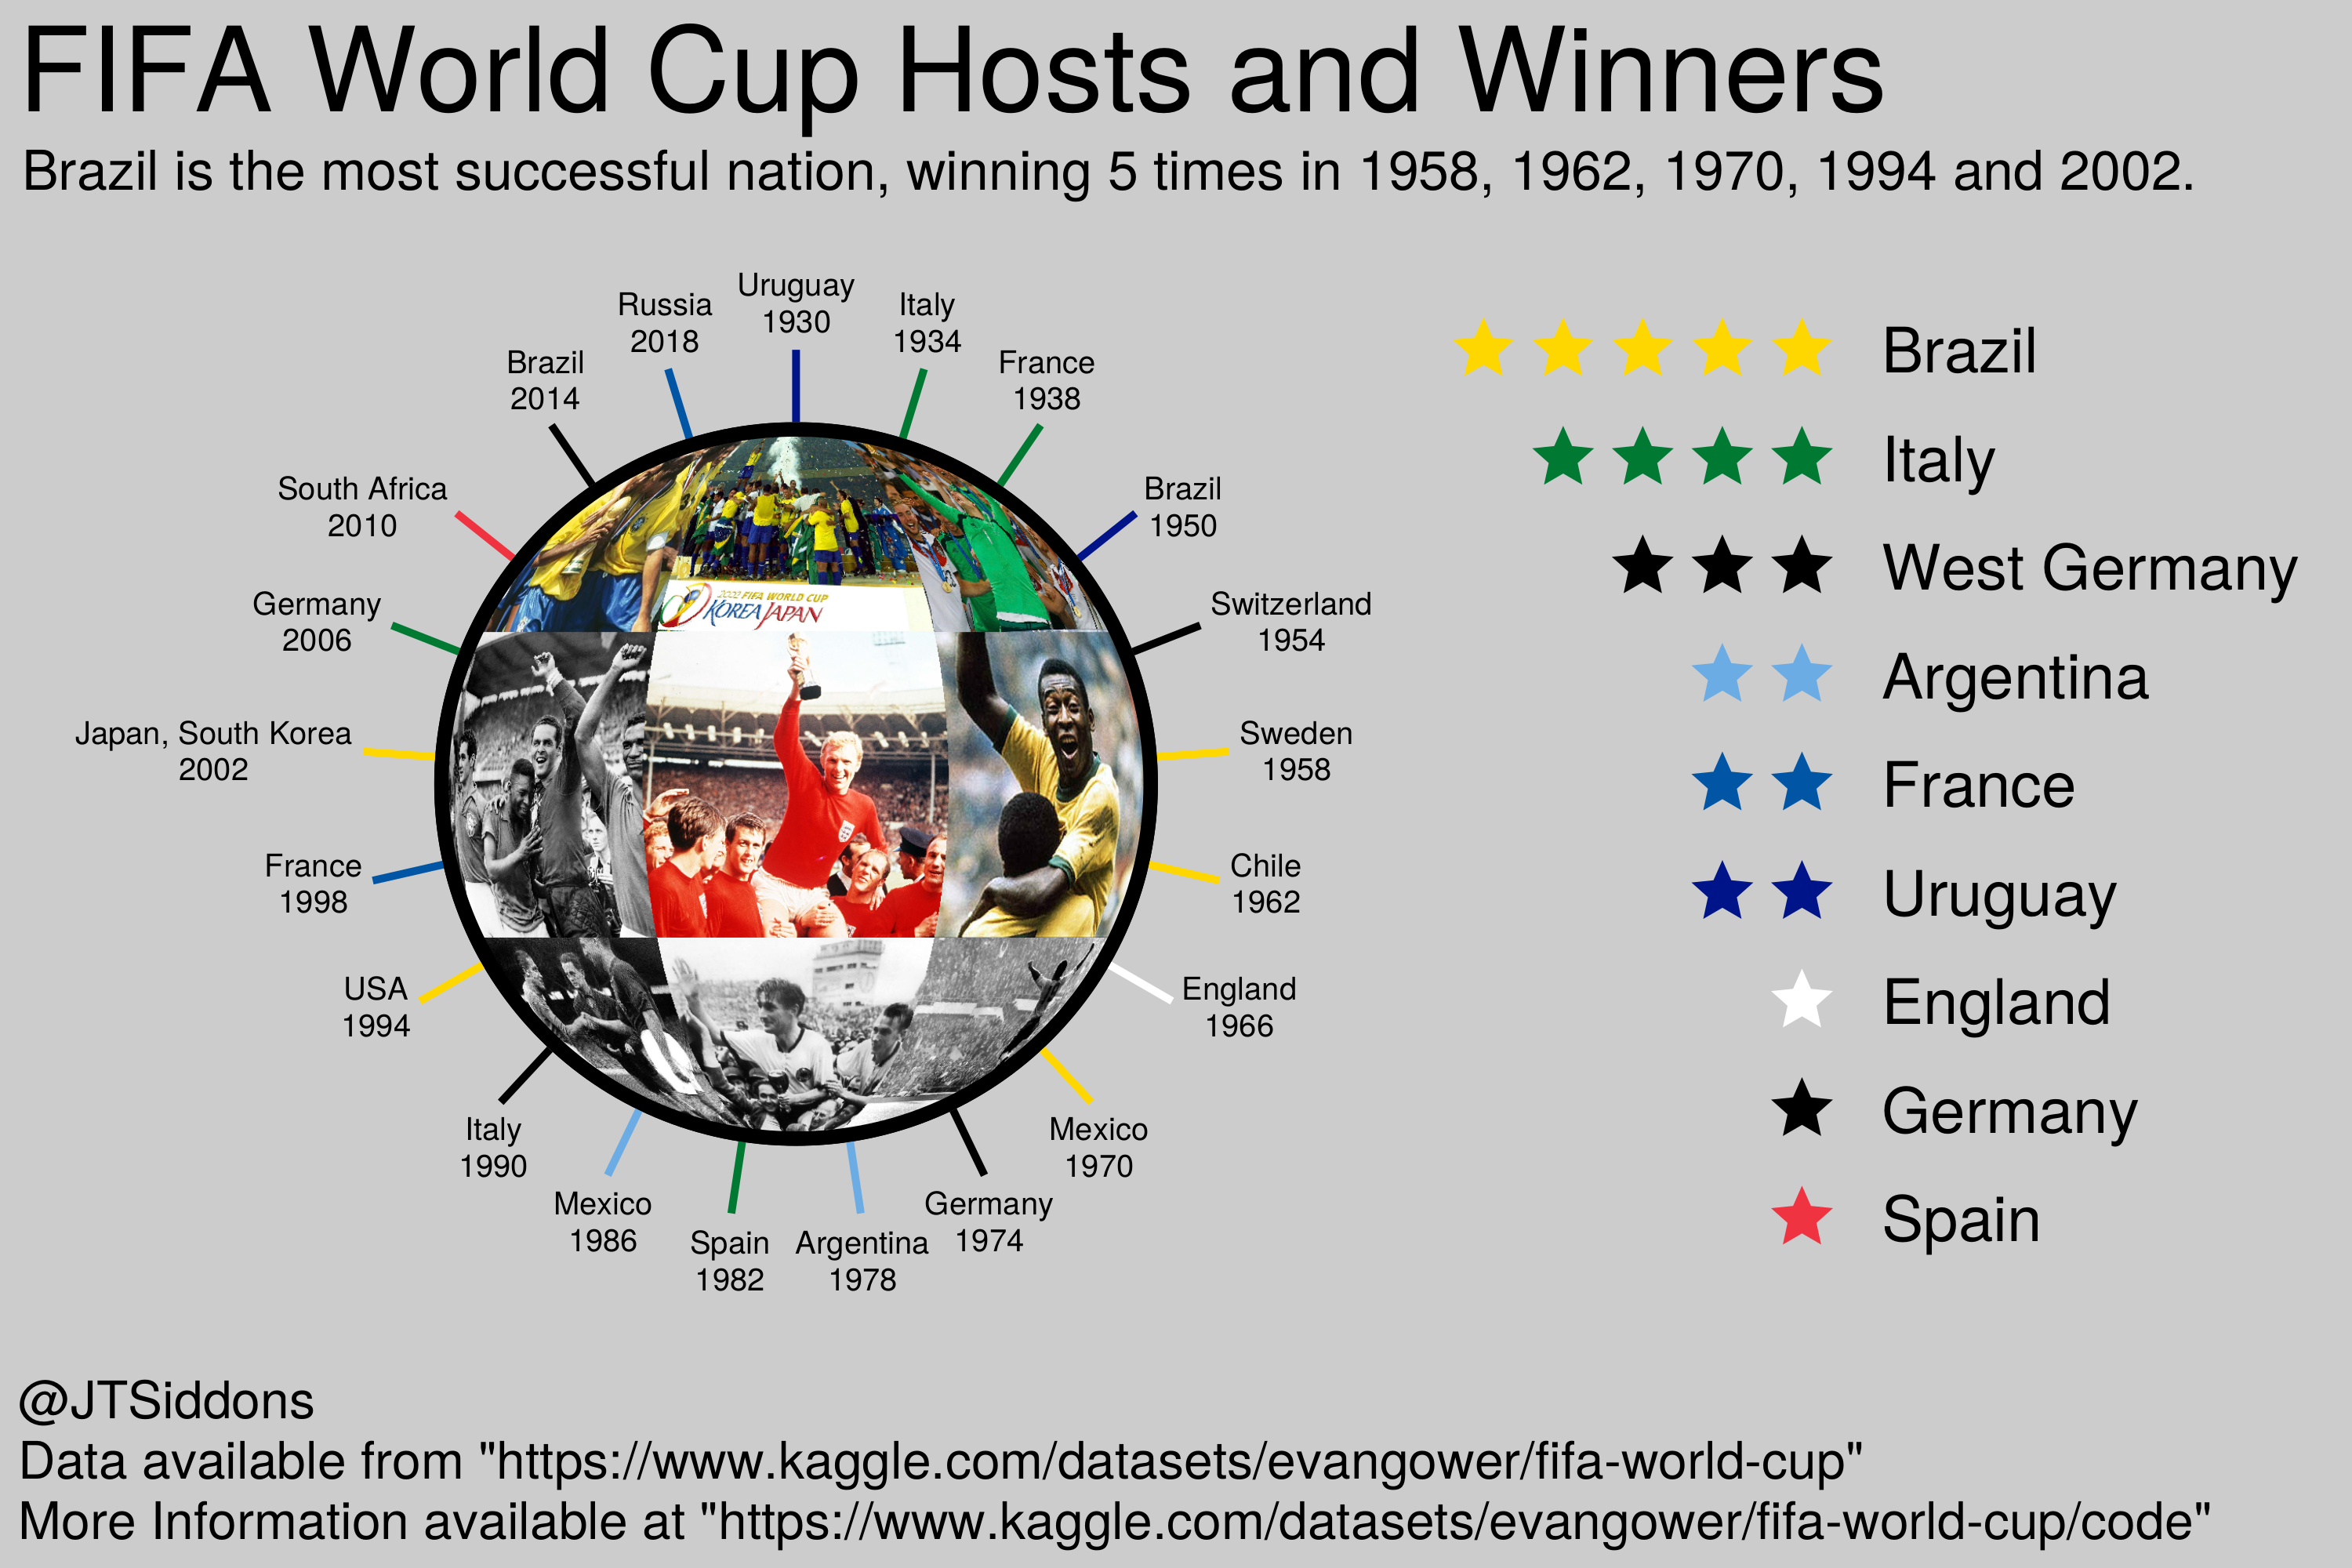 FIFA World Cup Hosts and Winners
Brazil is the most successful nation, winning 5 times in 1958, 1962, 1970, 1994 and 2002.
Uruguay
1930
Italy
1934
France
1938
Brazil
1950
Switzerland
1954
Sweden
1958
Chile
1962
England
1966
Mexico
1970
Germany
1974
Argentina
1978
Spain
1982
Mexico
1986
Italy
1990
USA
1994
France
1998
Japan, South Korea
2002
Germany
2006
South Africa
2010
Brazil
2014
Russia
2018
2002 FIFA WORLD CUP
KOREA JAPAN
Brazil
Italy
West Germany
Argentina
France
Uruguay
England
Germany
Spain
@JTSiddons
Data available from "https://www.kaggle.com/datasets/evangower/fifa-world-cup"
More Information available at "https://www.kaggle.com/datasets/evangower/fifa-world-cup/code"